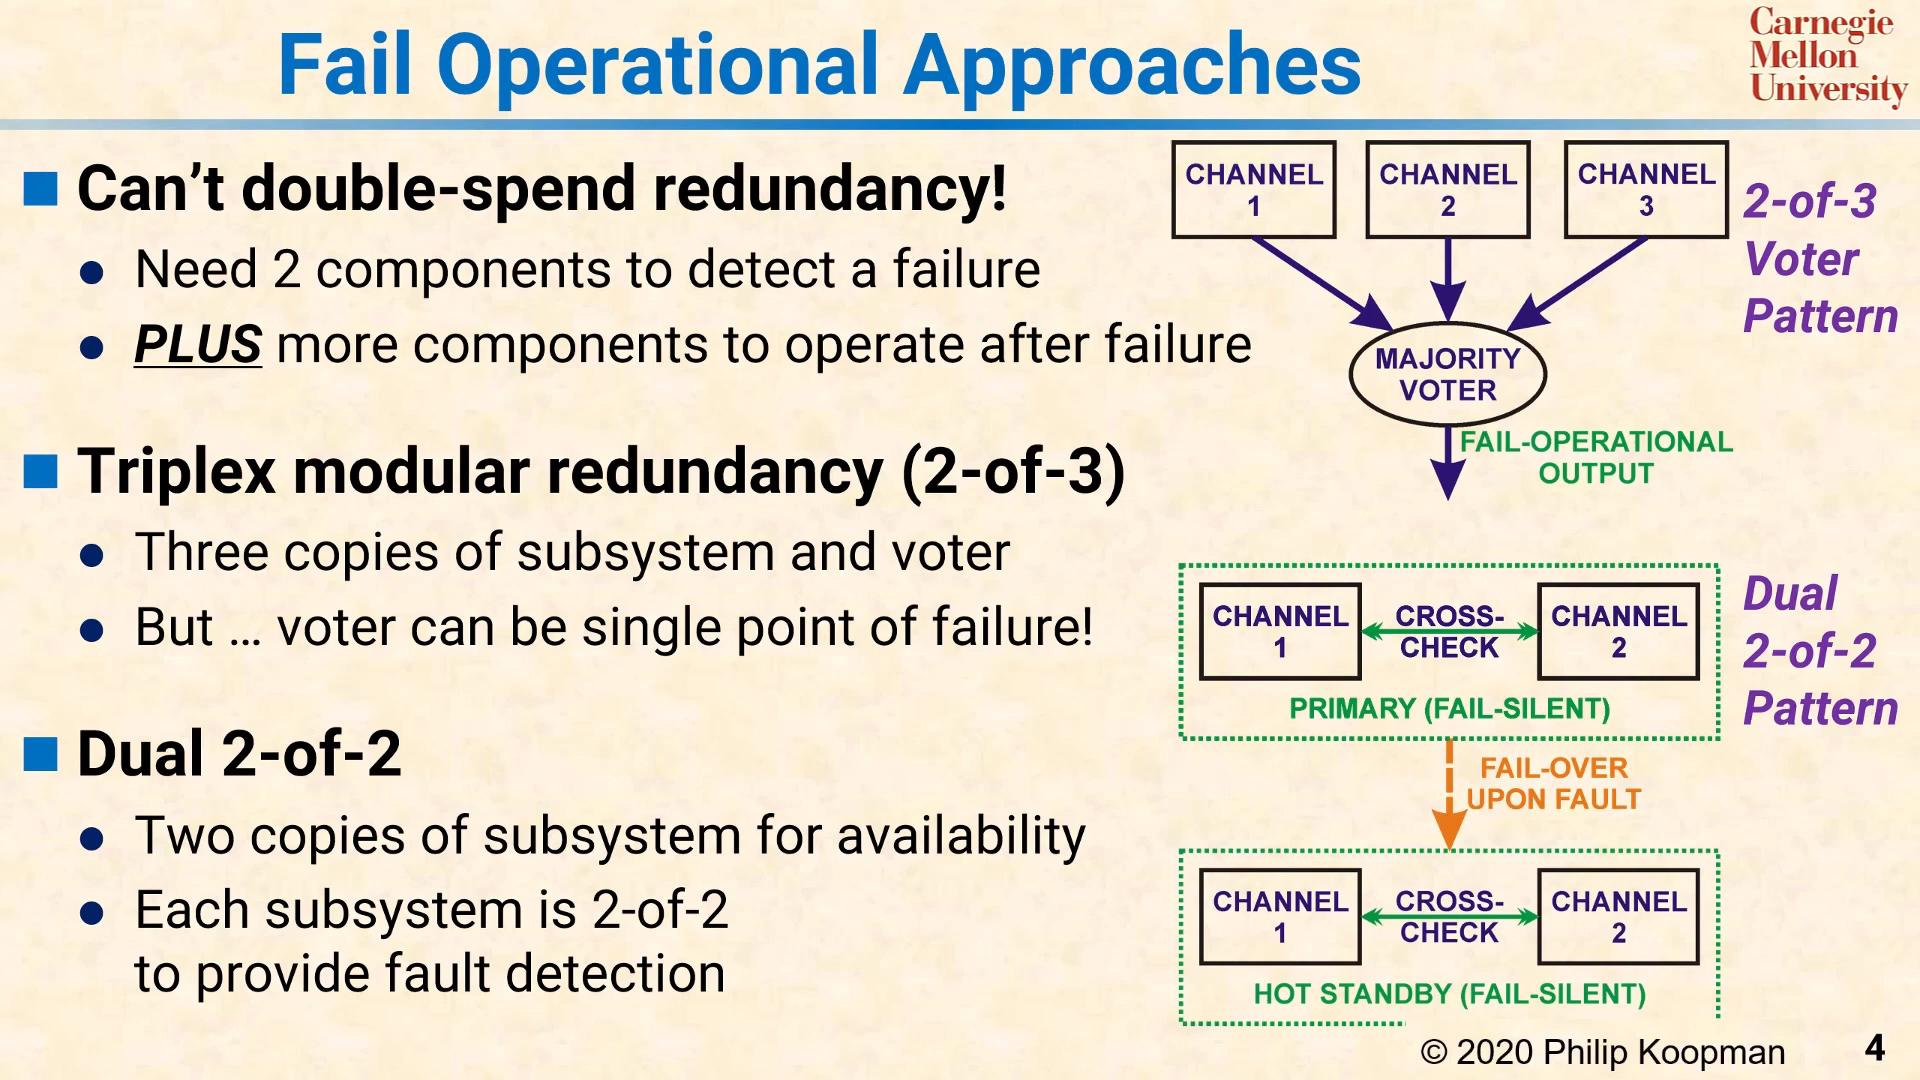 Fail Operational Approaches
Carnegie
Mellon
University
Can’t double-spend redundancy!
Need 2 components to detect a failure
PLUS more components to operate after failure
Triplex modular redundancy (2-of-3)
Three copies of subsystem and voter
But … voter can be single point of failure!
Dual 2-of-2
Two copies of subsystem for availability
Each subsystem is 2-of-2
to provide fault detection
CHANNEL
1
CHANNEL
2
CHANNEL
3
2-of-3
Voter
Pattern
MAJORITY
VOTER
FAIL-OPERATIONAL
OUTPUT
CHANNEL
1
CROSS-
CHECK
CHANNEL
2
PRIMARY (FAIL-SILENT)
Dual
2-of-2
Pattern
FAIL-OVER
UPON FAULT
CHANNEL
1
CROSS-
CHECK
CHANNEL
2
HOT STANDBY (FAIL-SILENT)
© 2020 Philip Koopman
4